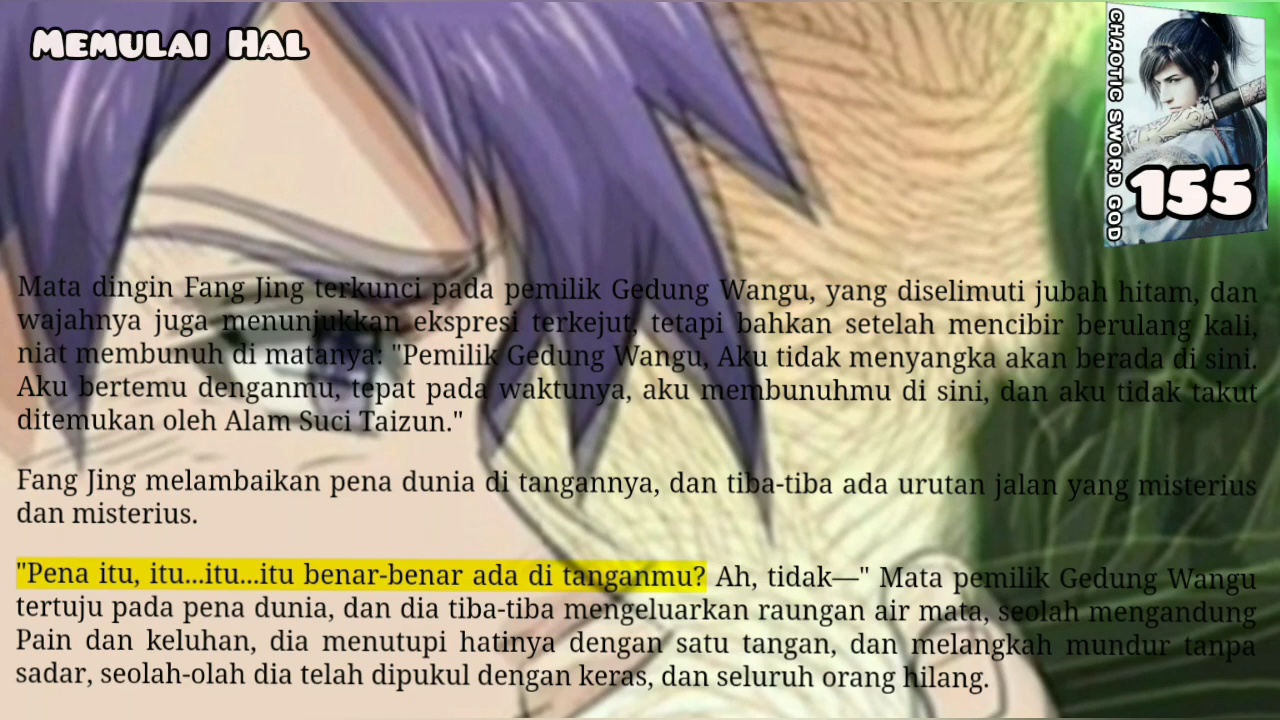 MEMULAI HAL
CHAOTIC SWORD GOD
155
Mata dingin Fang Jing terkunci pada pemilik Gedung Wangu, yang diselimuti jubah hitam, dan
wajahnya juga menunjukkan ekspresi terkejut, tetapi bahkan setelah mencibir berulang kali,
niat membunuh di matanya: "Pemilik Gedung Wangu, Aku tidak menyangka akan berada di sini.
Aku bertemu denganmu, tepat pada waktunya, aku membunuhmu di sini, dan aku tidak takut
ditemukan oleh Alam Suci Taizun."
Fang Jing melambaikan pena dunia di tangannya, dan tiba-tiba ada urutan jalan yang misterius
dan misterius.
"Pena itu, itu...itu...itu benar-benar ada di tanganmu? Ah, tidak—" Mata pemilik Gedung Wangu
tertuju pada pena dunia, dan dia tiba-tiba mengeluarkan raungan air mata, seolah mengandung
Pain dan keluhan, dia menutupi hatinya dengan satu tangan, dan melangkah mundur tanpa
sadar, seolah-olah dia telah dipukul dengan keras, dan seluruh orang hilang.